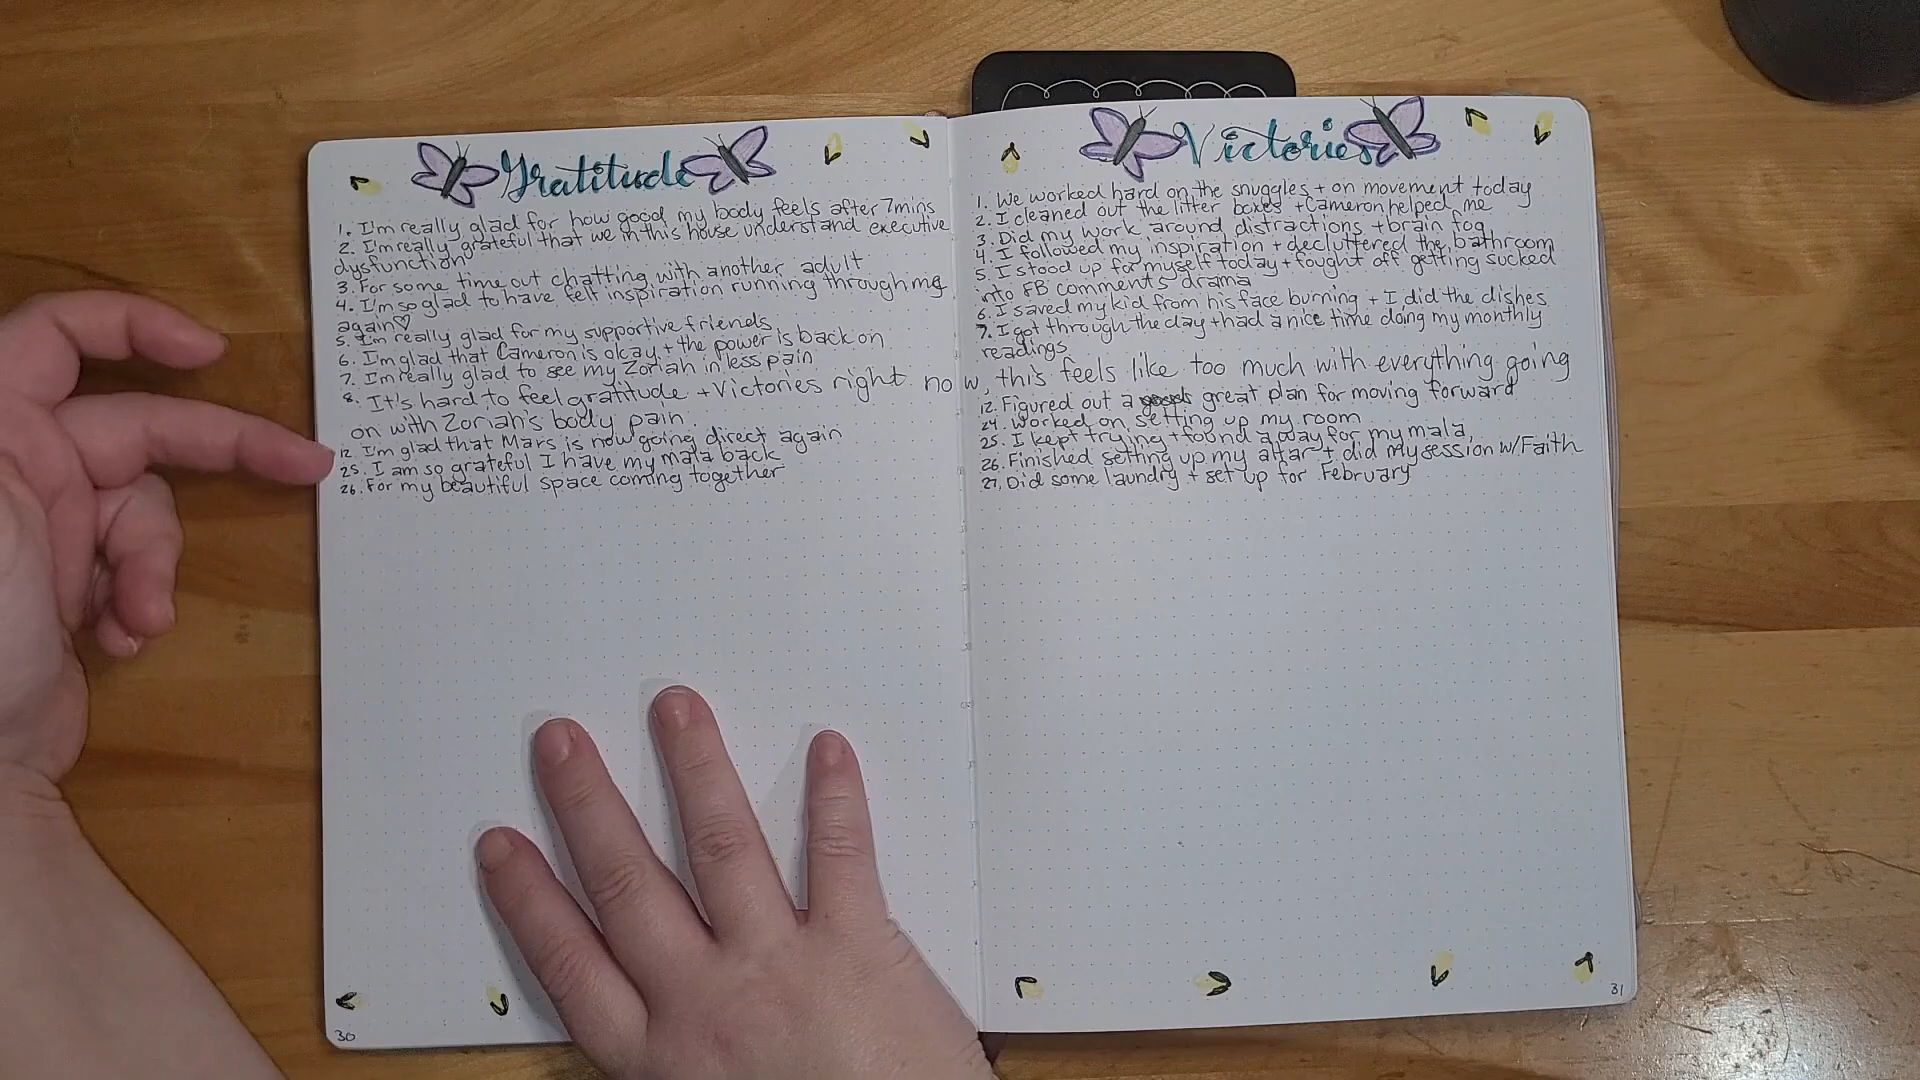 Gratitude
1. I'm really glad for how good my body feels after 7mins
2. I'm really grateful that we in this house understand executive
dysfunction
3. For some time out chatting with another adult
4. I'm so glad to have felt inspiration running through me
again♡
5. I'm really glad for my supportive friends
6. I'm glad that Cameron is okay + the power is back on
7. I'm really glad to see my Zoriah in less pain
8. It's hard to feel gratitude + Victories right now, this feels like too much with everything going
on with Zoriah's body pain.
12. I'm glad that Mars is now going direct again
25. I am so grateful I have my mala back
26. For my beautiful space coming together
30
Victories
1. We worked hard on the snuggles + on movement today
2. I cleaned out the litter boxes + Cameron helped me
3. Did my work around distractions + brain fog
4. I followed my inspiration + decluttered the bathroom
5. I stood up for myself today + fought off getting sucked
into FB comments drama
6. I saved my kid from his face burning + I did the dishes
7. I got through the day + had a nice time doing my monthly
readings
12. Figured out a great plan for moving forward
24. Worked on setting up my room
25. I kept trying + found a way for my mala,
26. Finished setting up my altar + did my session w/Faith
27. Did some laundry + set up for February
31